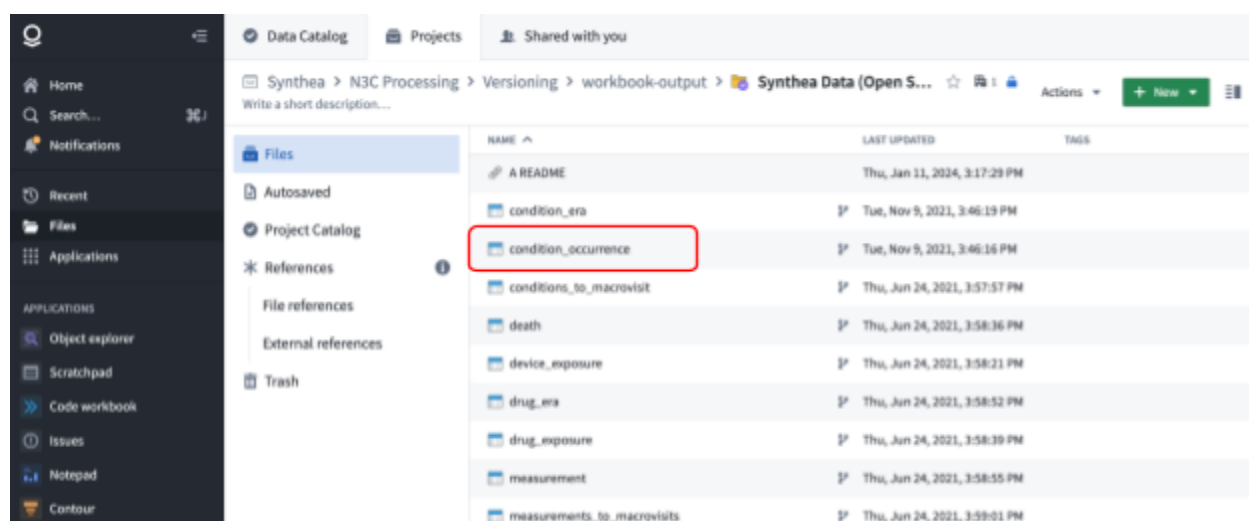 Data Catalog Projects Shared with you
Home
Search...
Notifications
Recent
Files
Applications
APPLICATIONS
Object explorer
Scratchpad
Code workbook
Issues
Notepad
Contour
Synthea > N3C Processing > Versioning > workbook-output > Synthea Data (Open S... 1 Actions + New
Write a short description...
Files
Autosaved
Project Catalog
References
File references
External references
Trash
NAME LAST UPDATED TAGS
A README Thu, Jan 11, 2024, 3:17:29 PM
condition_era Tue, Nov 9, 2021, 3:46:19 PM
condition_occurrence Tue, Nov 9, 2021, 3:46:16 PM
conditions_to_macrovisit Thu, Jun 24, 2021, 3:57:57 PM
death Thu, Jun 24, 2021, 3:58:36 PM
device_exposure Thu, Jun 24, 2021, 3:58:21 PM
drug_era Thu, Jun 24, 2021, 3:58:52 PM
drug_exposure Thu, Jun 24, 2021, 3:58:39 PM
measurement Thu, Jun 24, 2021, 3:58:55 PM
measurements_to_macrovisits Thu, Jun 24, 2021, 3:59:01 PM